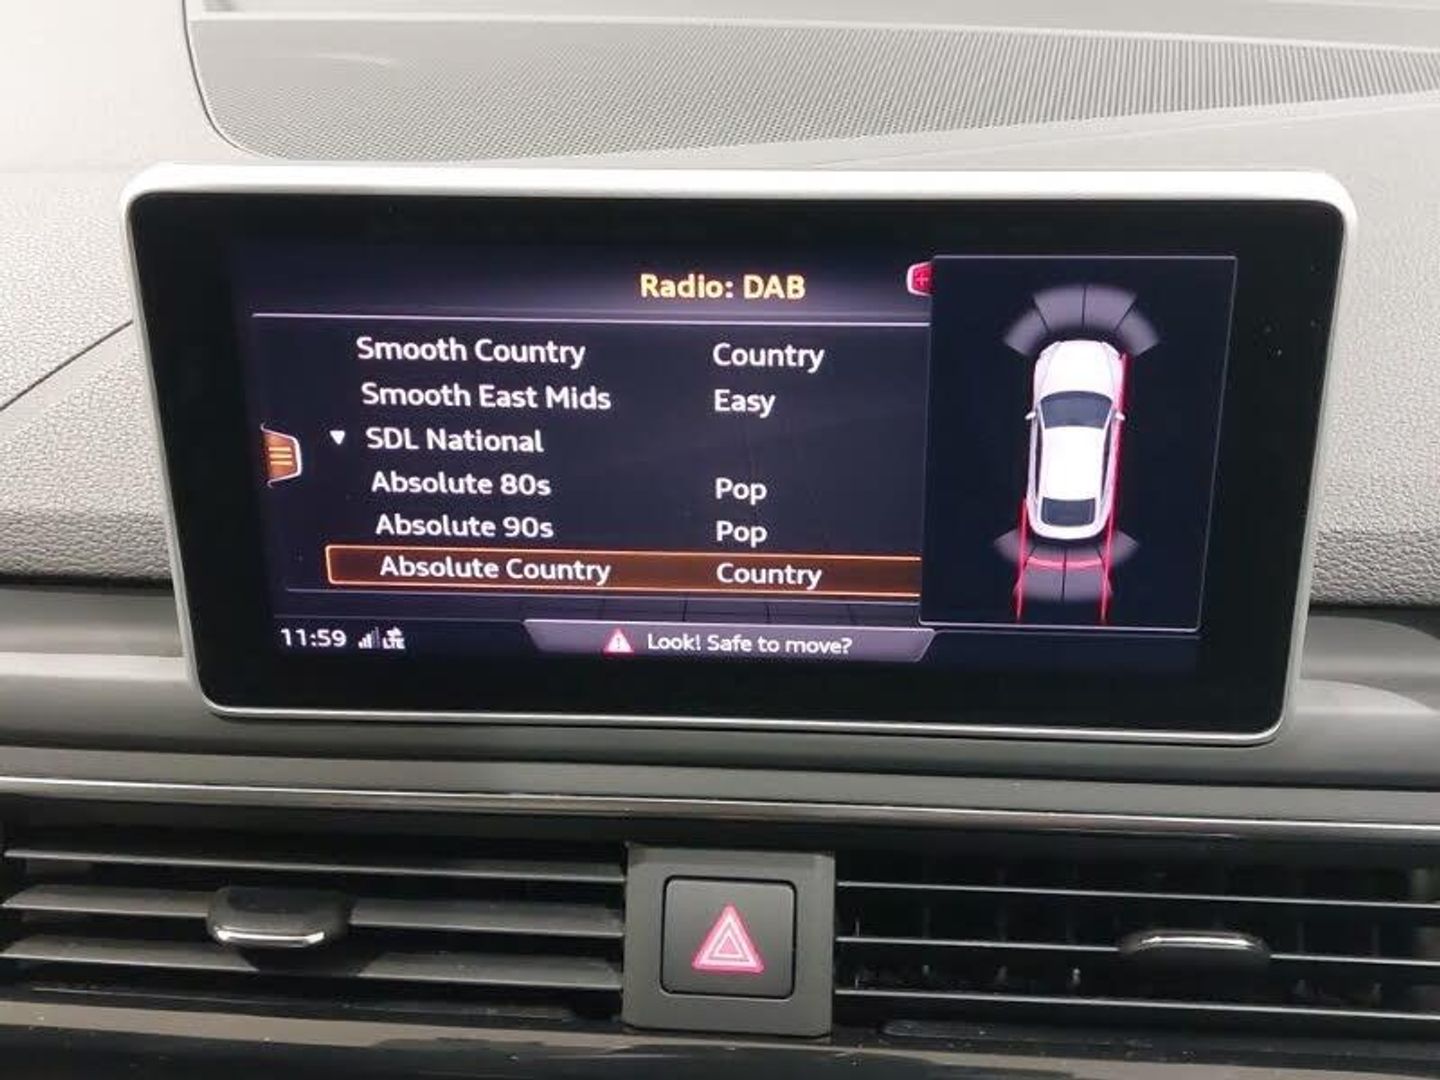 Radio: DAB
Smooth Country Country
Smooth East Mids Easy
SDL National
Absolute 80s Pop
Absolute 90s Pop
Absolute Country Country
11:59 LTE Look! Safe to move?